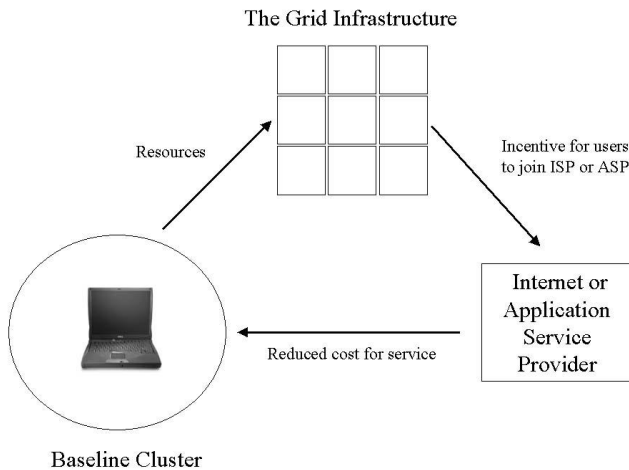 The Grid Infrastructure
Resources
Incentive for users
to join ISP or ASP
Internet or
Application
Service
Provider
Reduced cost for service
Baseline Cluster